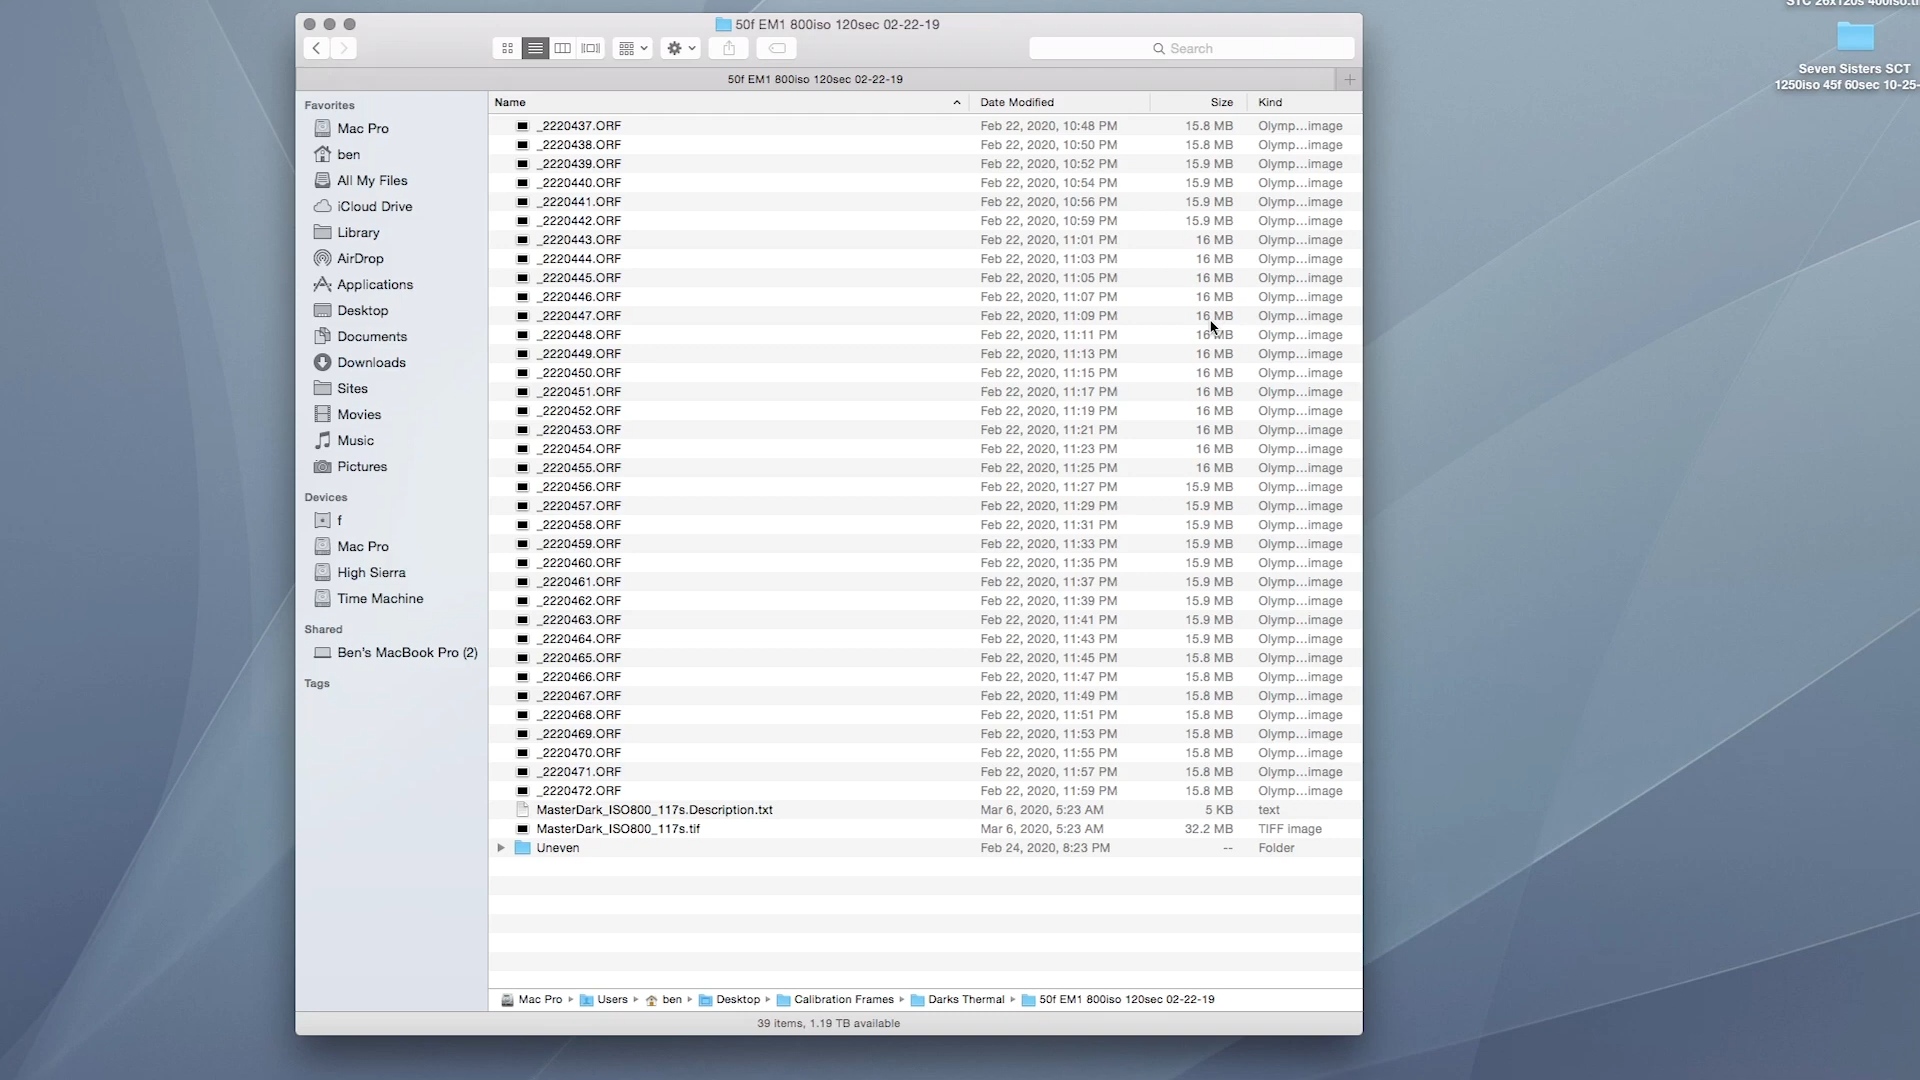 50f EM1 800iso 120sec 02-22-19
Search
50f EM1 800iso 120sec 02-22-19
Favorites
Mac Pro
ben
All My Files
iCloud Drive
Library
AirDrop
Applications
Desktop
Documents
Downloads
Sites
Movies
Music
Pictures
Devices
f
Mac Pro
High Sierra
Time Machine
Shared
Ben's MacBook Pro (2)
Tags
Name Date Modified Size Kind
_2220437.ORF Feb 22, 2020, 10:48 PM 15.8 MB Olymp...image
_2220438.ORF Feb 22, 2020, 10:50 PM 15.8 MB Olymp...image
_2220439.ORF Feb 22, 2020, 10:52 PM 15.9 MB Olymp...image
_2220440.ORF Feb 22, 2020, 10:54 PM 15.9 MB Olymp...image
_2220441.ORF Feb 22, 2020, 10:56 PM 15.9 MB Olymp...image
_2220442.ORF Feb 22, 2020, 10:59 PM 15.9 MB Olymp...image
_2220443.ORF Feb 22, 2020, 11:01 PM 16 MB Olymp...image
_2220444.ORF Feb 22, 2020, 11:03 PM 16 MB Olymp...image
_2220445.ORF Feb 22, 2020, 11:05 PM 16 MB Olymp...image
_2220446.ORF Feb 22, 2020, 11:07 PM 16 MB Olymp...image
_2220447.ORF Feb 22, 2020, 11:09 PM 16 MB Olymp...image
_2220448.ORF Feb 22, 2020, 11:11 PM 16 MB Olymp...image
_2220449.ORF Feb 22, 2020, 11:13 PM 16 MB Olymp...image
_2220450.ORF Feb 22, 2020, 11:15 PM 16 MB Olymp...image
_2220451.ORF Feb 22, 2020, 11:17 PM 16 MB Olymp...image
_2220452.ORF Feb 22, 2020, 11:19 PM 16 MB Olymp...image
_2220453.ORF Feb 22, 2020, 11:21 PM 16 MB Olymp...image
_2220454.ORF Feb 22, 2020, 11:23 PM 16 MB Olymp...image
_2220455.ORF Feb 22, 2020, 11:25 PM 16 MB Olymp...image
_2220456.ORF Feb 22, 2020, 11:27 PM 15.9 MB Olymp...image
_2220457.ORF Feb 22, 2020, 11:29 PM 15.9 MB Olymp...image
_2220458.ORF Feb 22, 2020, 11:31 PM 15.9 MB Olymp...image
_2220459.ORF Feb 22, 2020, 11:33 PM 15.9 MB Olymp...image
_2220460.ORF Feb 22, 2020, 11:35 PM 15.9 MB Olymp...image
_2220461.ORF Feb 22, 2020, 11:37 PM 15.9 MB Olymp...image
_2220462.ORF Feb 22, 2020, 11:39 PM 15.9 MB Olymp...image
_2220463.ORF Feb 22, 2020, 11:41 PM 15.9 MB Olymp...image
_2220464.ORF Feb 22, 2020, 11:43 PM 15.9 MB Olymp...image
_2220465.ORF Feb 22, 2020, 11:45 PM 15.8 MB Olymp...image
_2220466.ORF Feb 22, 2020, 11:47 PM 15.8 MB Olymp...image
_2220467.ORF Feb 22, 2020, 11:49 PM 15.8 MB Olymp...image
_2220468.ORF Feb 22, 2020, 11:51 PM 15.8 MB Olymp...image
_2220469.ORF Feb 22, 2020, 11:53 PM 15.8 MB Olymp...image
_2220470.ORF Feb 22, 2020, 11:55 PM 15.8 MB Olymp...image
_2220471.ORF Feb 22, 2020, 11:57 PM 15.8 MB Olymp...image
_2220472.ORF Feb 22, 2020, 11:59 PM 15.8 MB Olymp...image
MasterDark_ISO800_117s.Description.txt Mar 6, 2020, 5:23 AM 5 KB text
MasterDark_ISO800_117s.tif Mar 6, 2020, 5:23 AM 32.2 MB TIFF image
Uneven Feb 24, 2020, 8:23 PM -- Folder
Mac Pro Users ben Desktop Calibration Frames Darks Thermal 50f EM1 800iso 120sec 02-22-19
39 items, 1.19 TB available
Seven Sisters SCT
1250iso 45f 60sec 10-25-